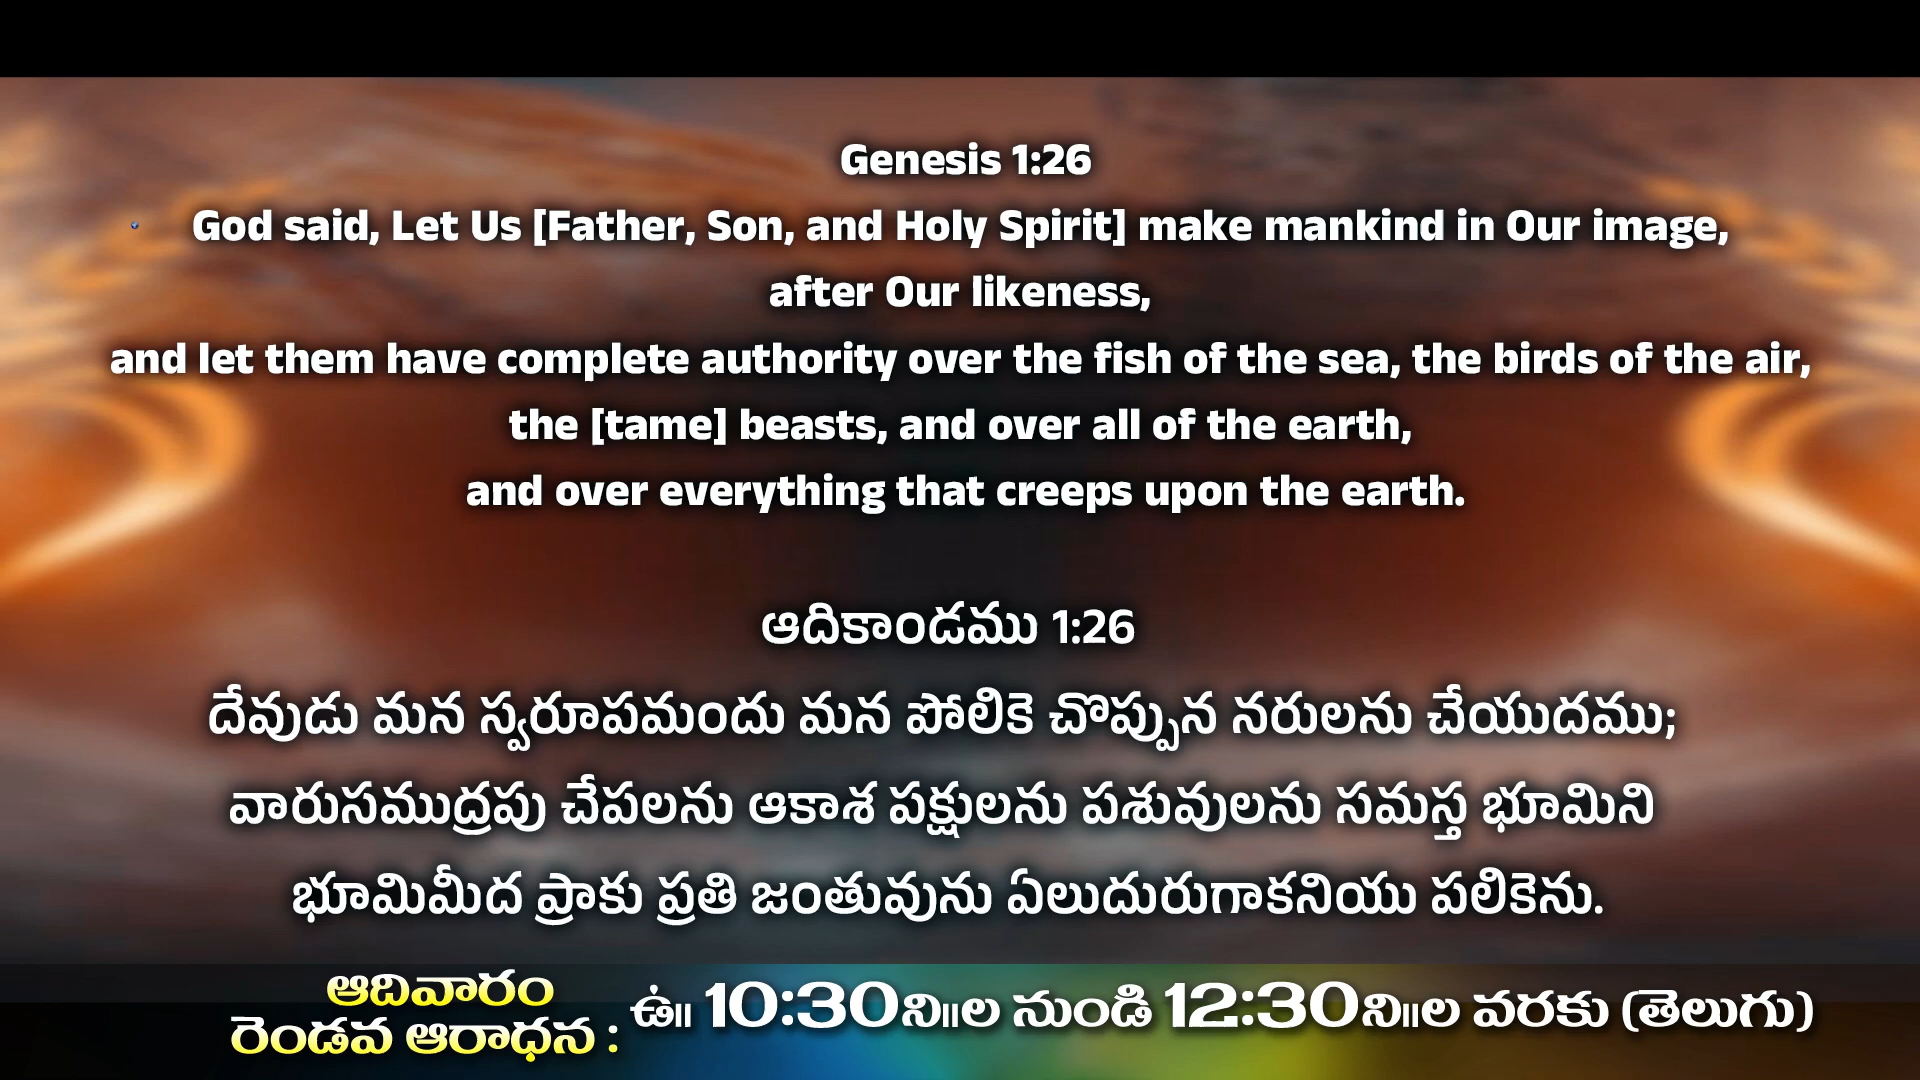 Genesis 1:26
God said, Let Us [Father, Son, and Holy Spirit] make mankind in Our image,
after Our likeness,
and let them have complete authority over the fish of the sea, the birds of the air,
the [tame] beasts, and over all of the earth,
and over everything that creeps upon the earth.
ఆదికాండము 1:26
దేవుడు మన స్వరూపమందు మన పోలికె చొప్పున నరులను చేయుదము;
వారుసముద్రపు చేపలను ఆకాశ పక్షులను పశువులను సమస్త భూమిని
భూమిమీద ప్రాకు ప్రతి జంతువును ఏలుదురుగాకనియు పలికెను.
ఆదివారం
రెండవ ఆరాధన :
ఉ॥ 10:30ని॥ల నుండి 12:30ని॥ల వరకు (తెలుగు)